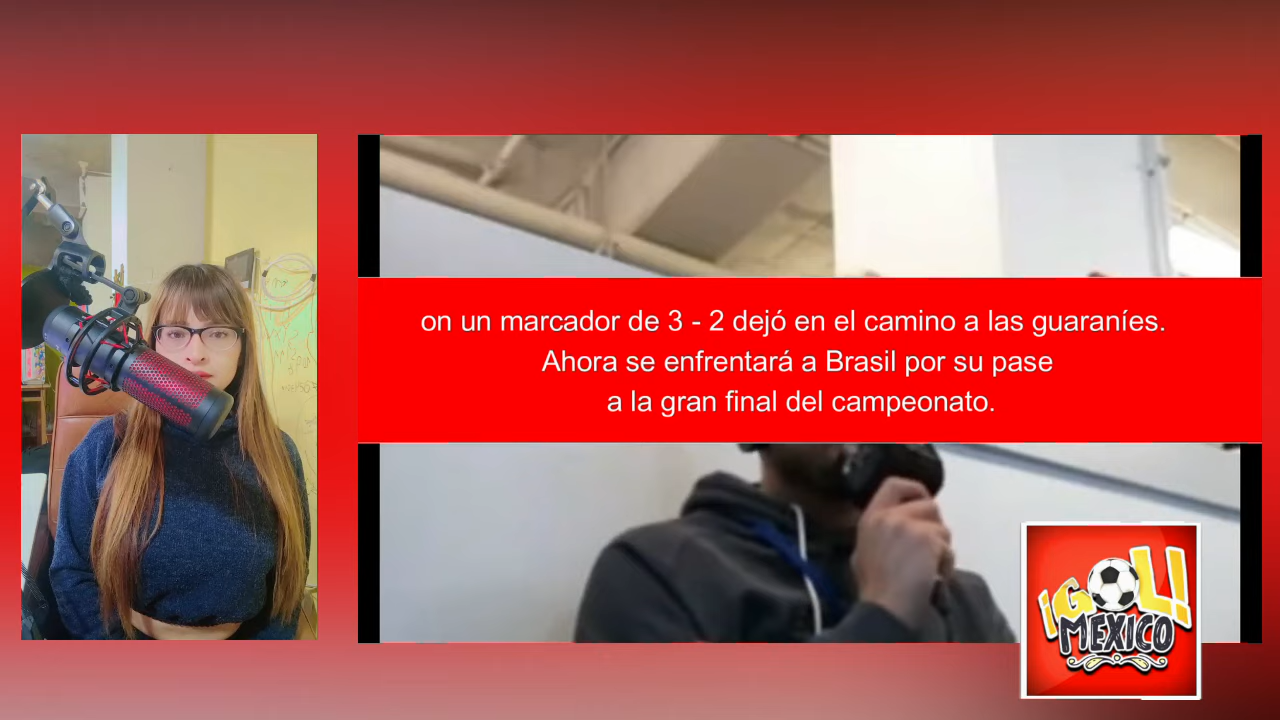 on un marcador de 3 - 2 dejó en el camino a las guaraníes.
Ahora se enfrentará a Brasil por su pase
a la gran final del campeonato.
¡GOL!
MEXICO